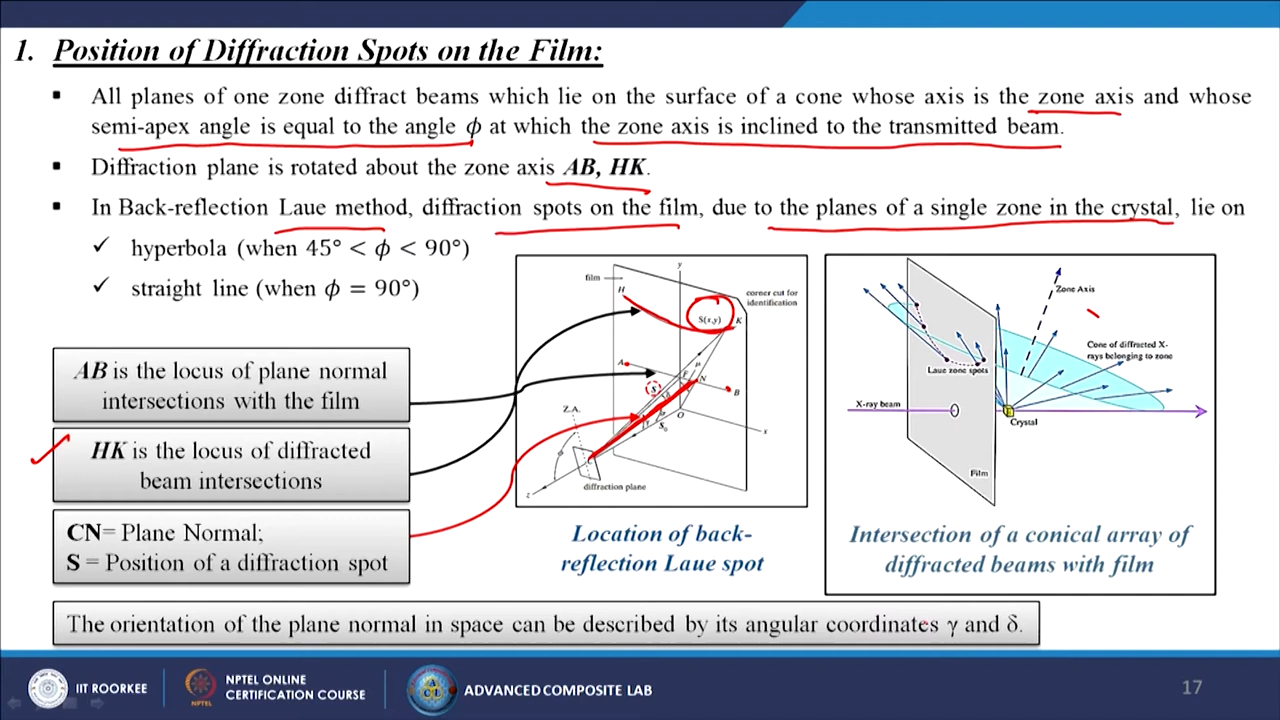 1. Position of Diffraction Spots on the Film:
▪ All planes of one zone diffract beams which lie on the surface of a cone whose axis is the zone axis and whose
semi-apex angle is equal to the angle ϕ at which the zone axis is inclined to the transmitted beam.
▪ Diffraction plane is rotated about the zone axis AB, HK.
▪ In Back-reflection Laue method, diffraction spots on the film, due to the planes of a single zone in the crystal, lie on
✓ hyperbola (when 45° < ϕ < 90°)
✓ straight line (when ϕ = 90°)
AB is the locus of plane normal
intersections with the film
HK is the locus of diffracted
beam intersections
CN= Plane Normal;
S = Position of a diffraction spot
y
film
H
corner cut for
identification
S(x,y)
K
A
N
B
S
O
x
Z.A.
S₀
z
diffraction plane
Location of back-
reflection Laue spot
Zone Axis
Cone of diffracted X-
rays belonging to zone
Laue zone spots
X-ray beam
Crystal
Film
Intersection of a conical array of
diffracted beams with film
The orientation of the plane normal in space can be described by its angular coordinates γ and δ.
IIT ROORKEE
NPTEL
NPTEL ONLINE
CERTIFICATION COURSE
ADVANCED COMPOSITE LAB
17